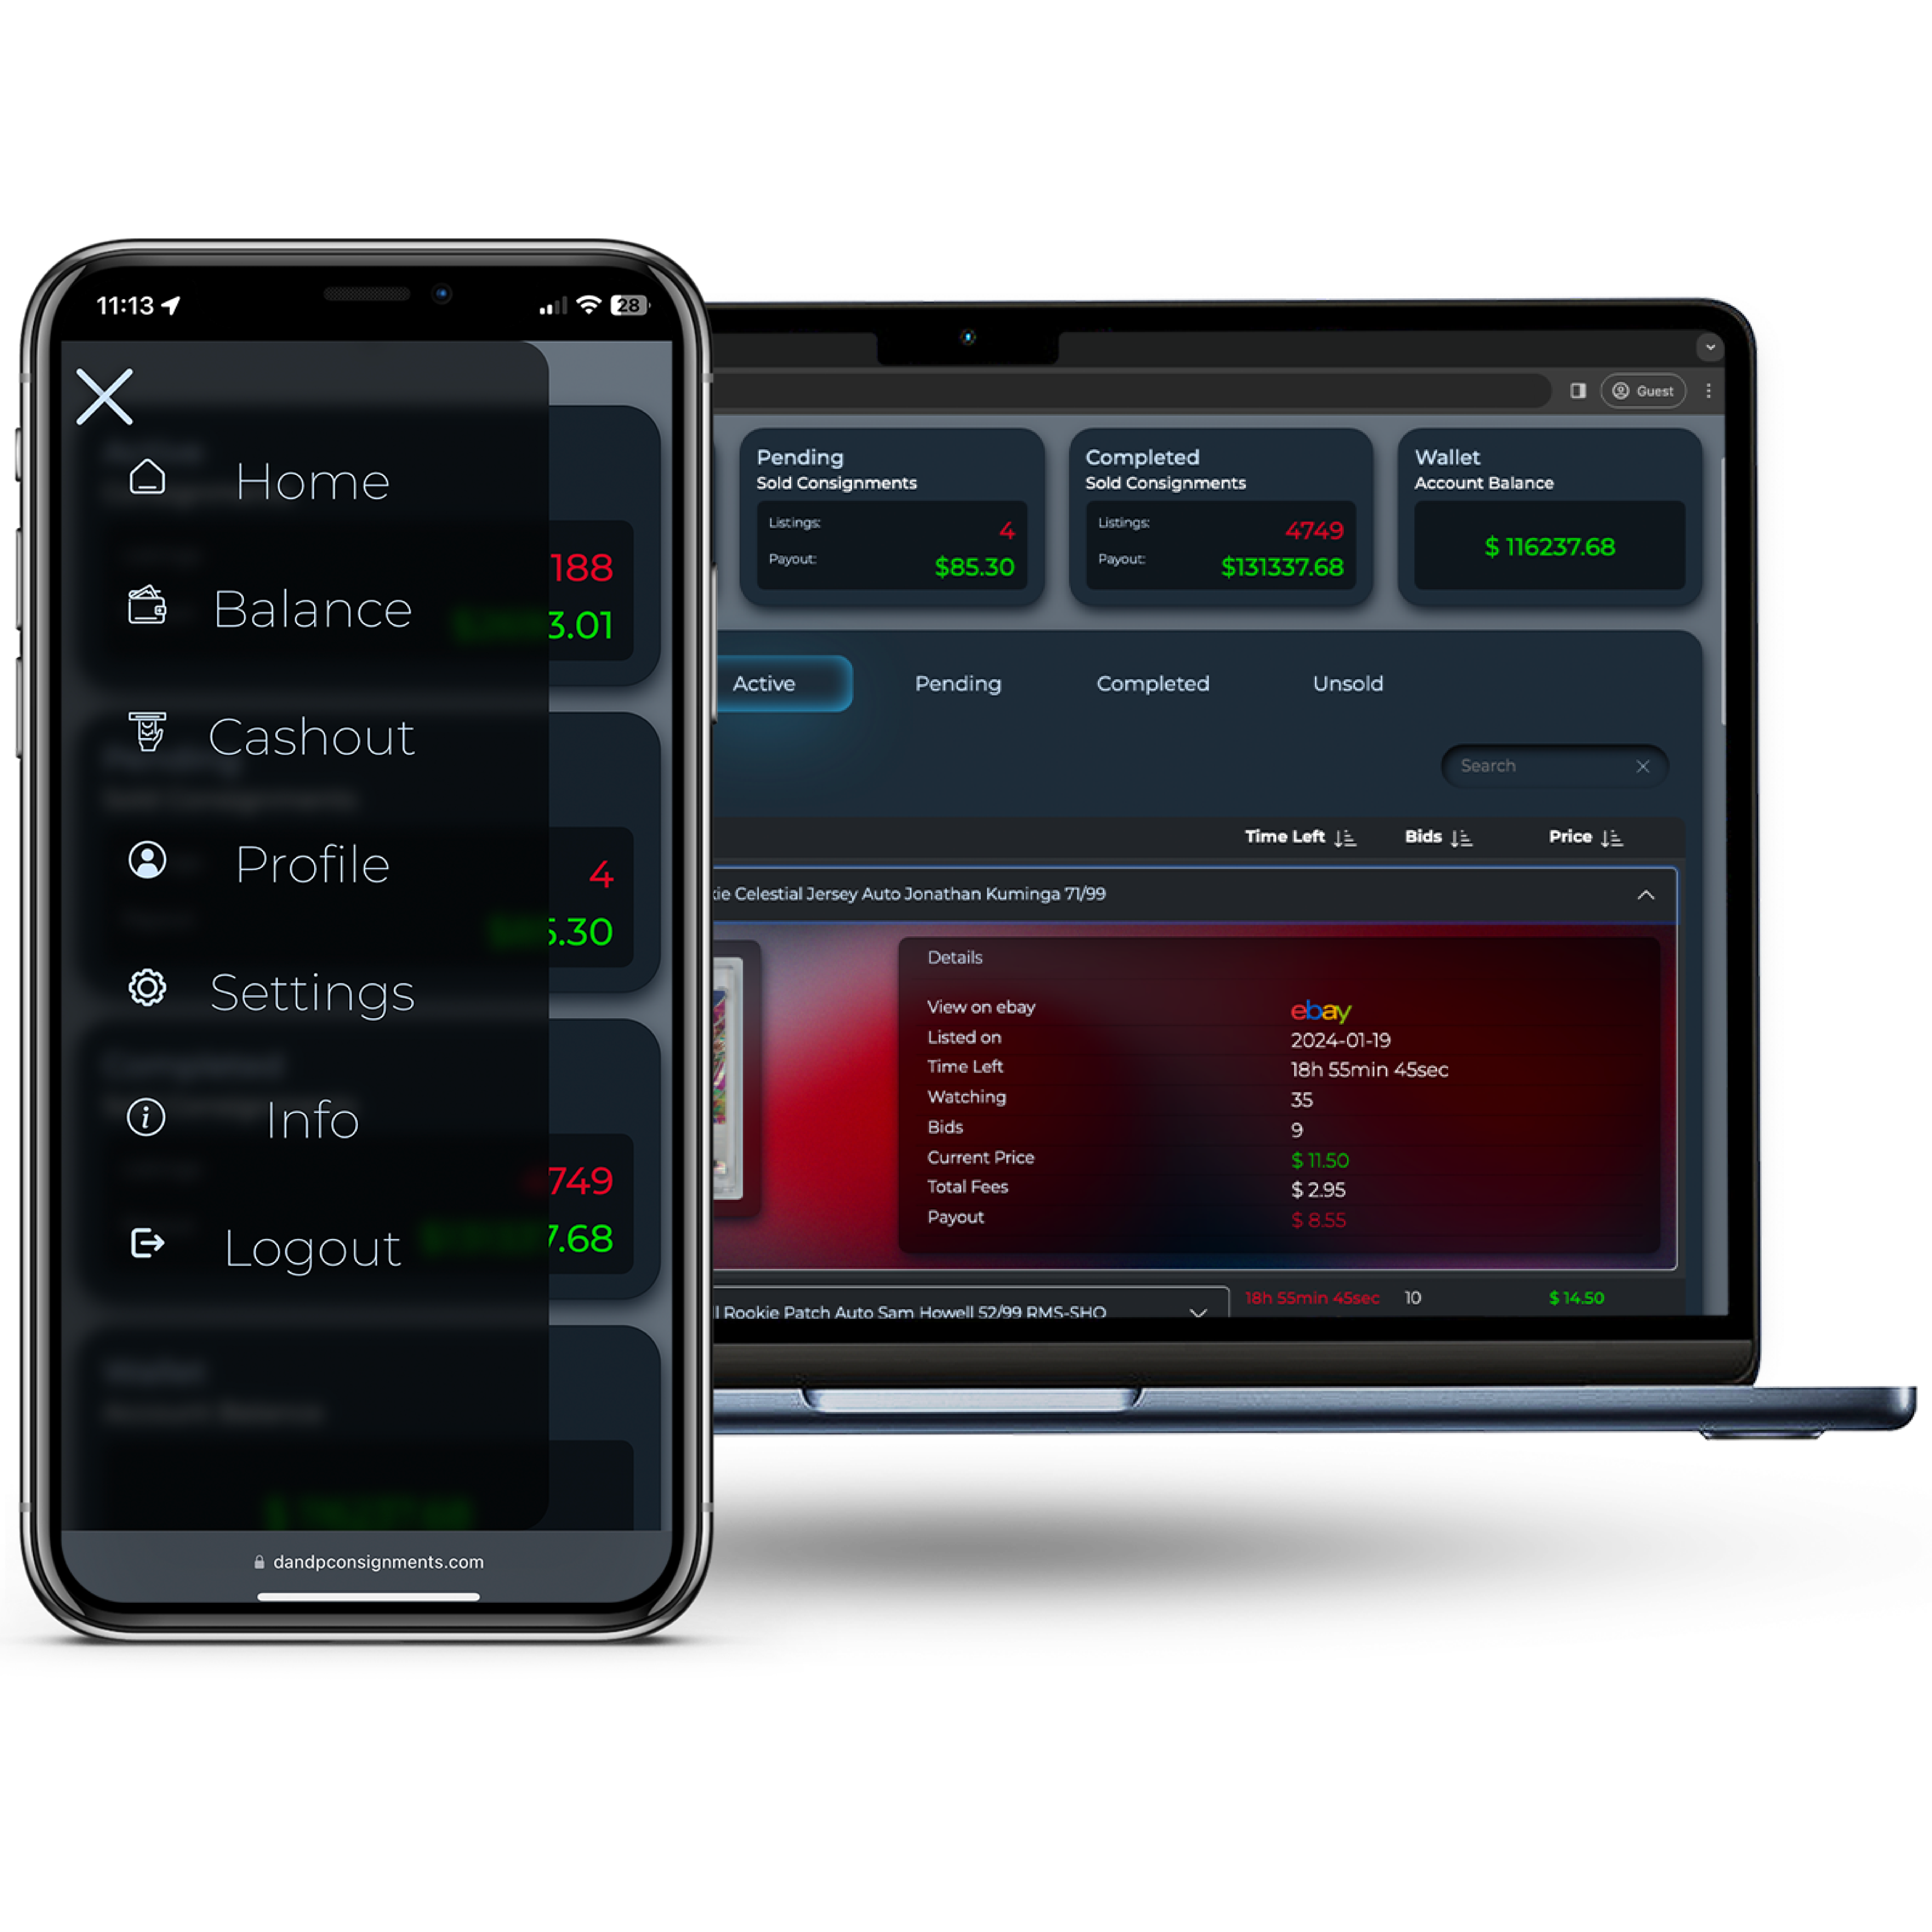 11:13
28
Home
188
Balance
3.01
Cashout
Profile
4
5.30
Settings
Info
749
Logout
7.68
dandpconsignments.com
Guest
Pending
Sold Consignments
Listings:
4
Payout:
$85.30
Completed
Sold Consignments
Listings:
4749
Payout:
$131337.68
Wallet
Account Balance
$ 116237.68
Active
Pending
Completed
Unsold
Search
Time Left
Bids
Price
Celestial Jersey Auto Jonathan Kuminga 71/99
Details
View on ebay
ebay
Listed on
2024-01-19
Time Left
18h 55min 45sec
Watching
35
Bids
9
Current Price
$ 11.50
Total Fees
$ 2.95
Payout
$ 8.55
Rookie Patch Auto Sam Howell 52/99 RMS-SHO
18h 55min 45sec
10
$ 14.50